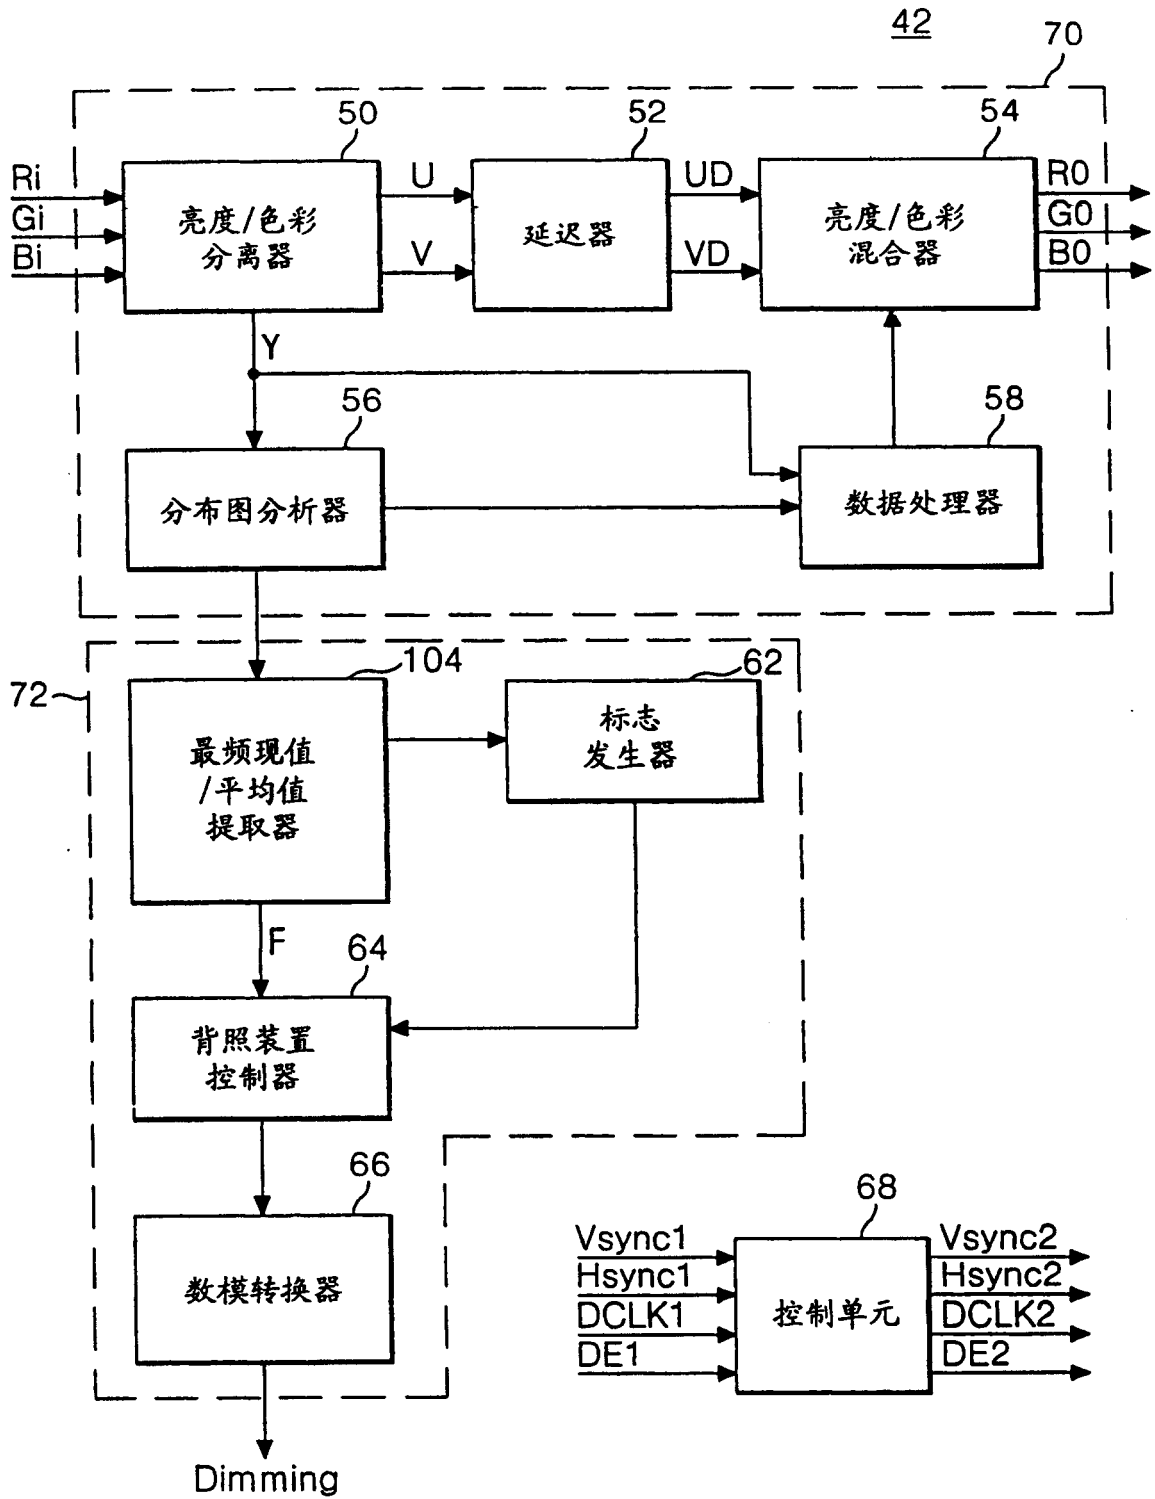 42
70
50
52
54
Ri
Gi
Bi
亮度/色彩
分离器
U
V
延迟器
UD
VD
亮度/色彩
混合器
R0
G0
B0
Y
56
58
分布图分析器
数据处理器
72
104
62
最频现值
/平均值
提取器
标志
发生器
F
64
背照装置
控制器
66
数模转换器
Dimming
68
Vsync1
Hsync1
DCLK1
DE1
控制单元
Vsync2
Hsync2
DCLK2
DE2